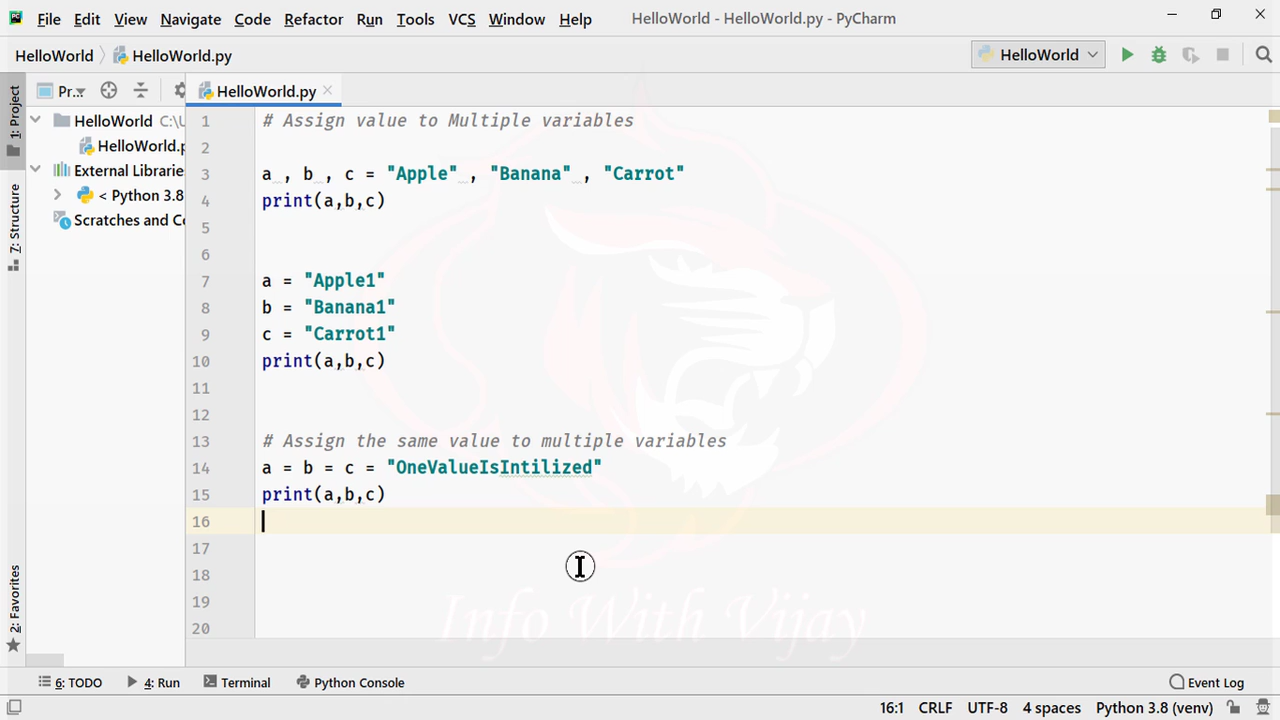 File Edit View Navigate Code Refactor Run Tools VCS Window Help HelloWorld - HelloWorld.py - PyCharm
HelloWorld HelloWorld.py HelloWorld
1: Project
Pr...
HelloWorld C:\U
HelloWorld.p
External Librarie
< Python 3.8
Scratches and Co
7: Structure
2: Favorites
HelloWorld.py
1 # Assign value to Multiple variables
2
3 a , b , c = "Apple" , "Banana" , "Carrot"
4 print(a,b,c)
5
6
7 a = "Apple1"
8 b = "Banana1"
9 c = "Carrot1"
10 print(a,b,c)
11
12
13 # Assign the same value to multiple variables
14 a = b = c = "OneValueIsIntilized"
15 print(a,b,c)
16
17
18
19
20
Info With Vijay
6: TODO 4: Run Terminal Python Console Event Log
16:1 CRLF UTF-8 4 spaces Python 3.8 (venv)